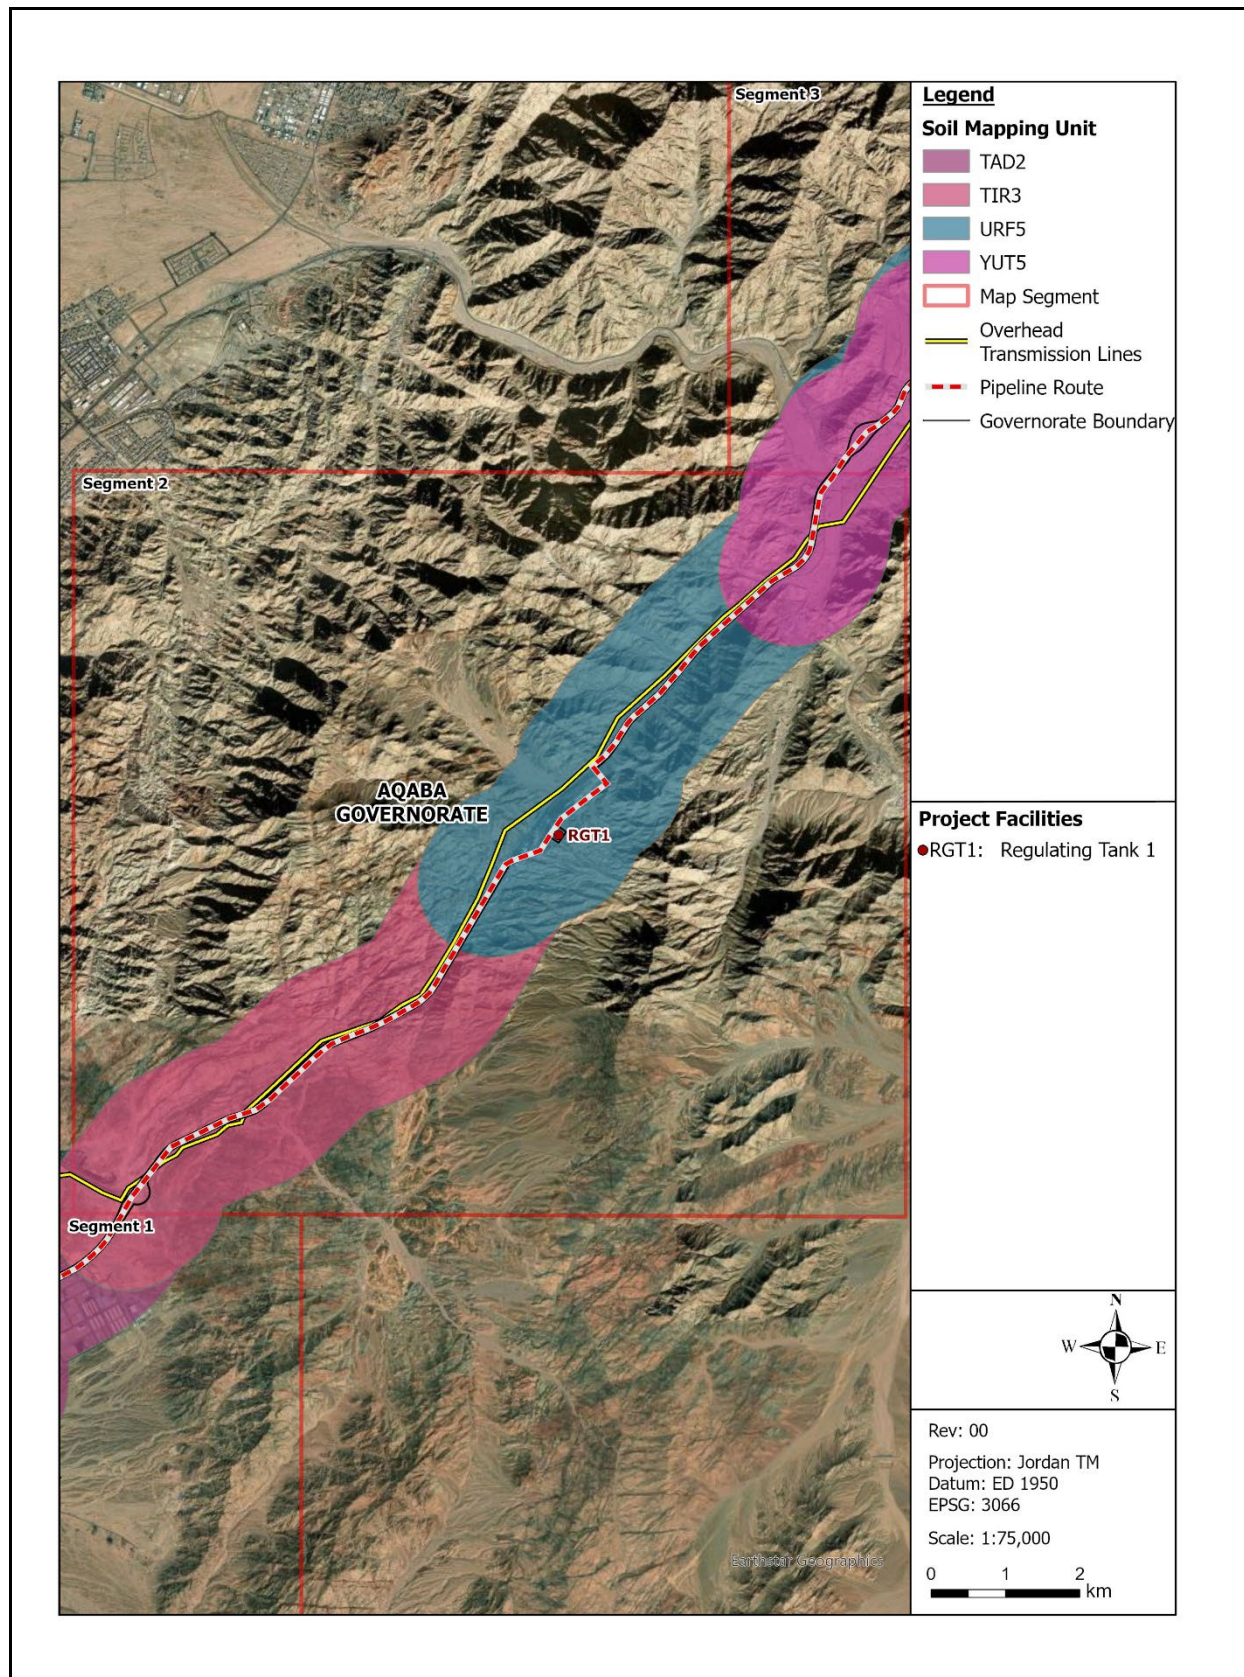 Segment 3
Segment 2
AQABA
GOVERNORATE
RGT1
Segment 1
Earthstar Geographics
Legend
Soil Mapping Unit
TAD2
TIR3
URF5
YUT5
Map Segment
Overhead
Transmission Lines
Pipeline Route
Governorate Boundary
Project Facilities
RGT1: Regulating Tank 1
N
W E
S
Rev: 00
Projection: Jordan TM
Datum: ED 1950
EPSG: 3066
Scale: 1:75,000
0 1 2
km